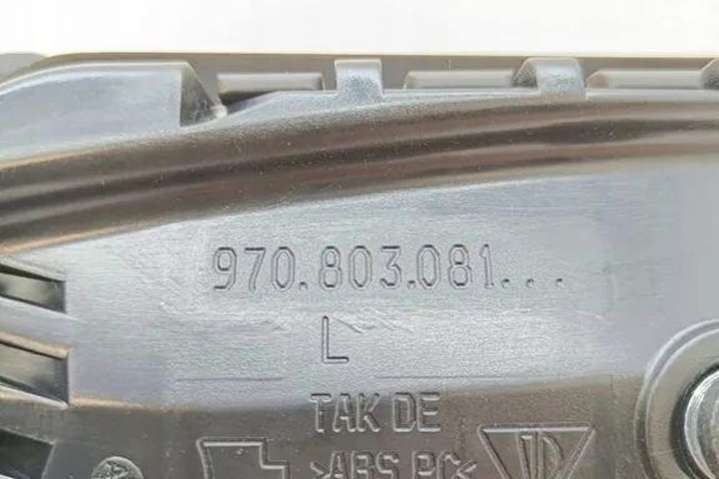 970.803.081...
L
TAK DE
>ABS PC<